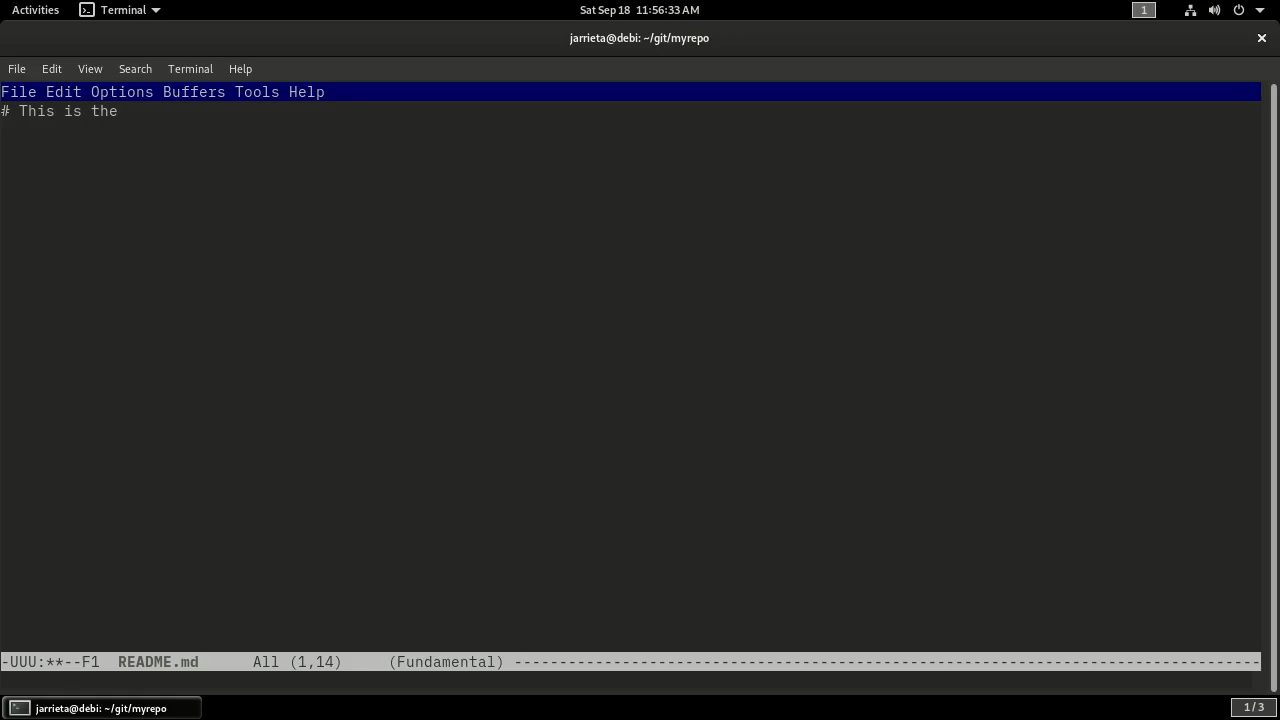 Activities Terminal Sat Sep 18 11:56:33 AM 1
jarrieta@debi: ~/git/myrepo
File Edit View Search Terminal Help
File Edit Options Buffers Tools Help
# This is the
-UUU:**--F1 README.md All (1,14) (Fundamental) -----------------------------------------------------------------------------------
jarrieta@debi: ~/git/myrepo 1 / 3